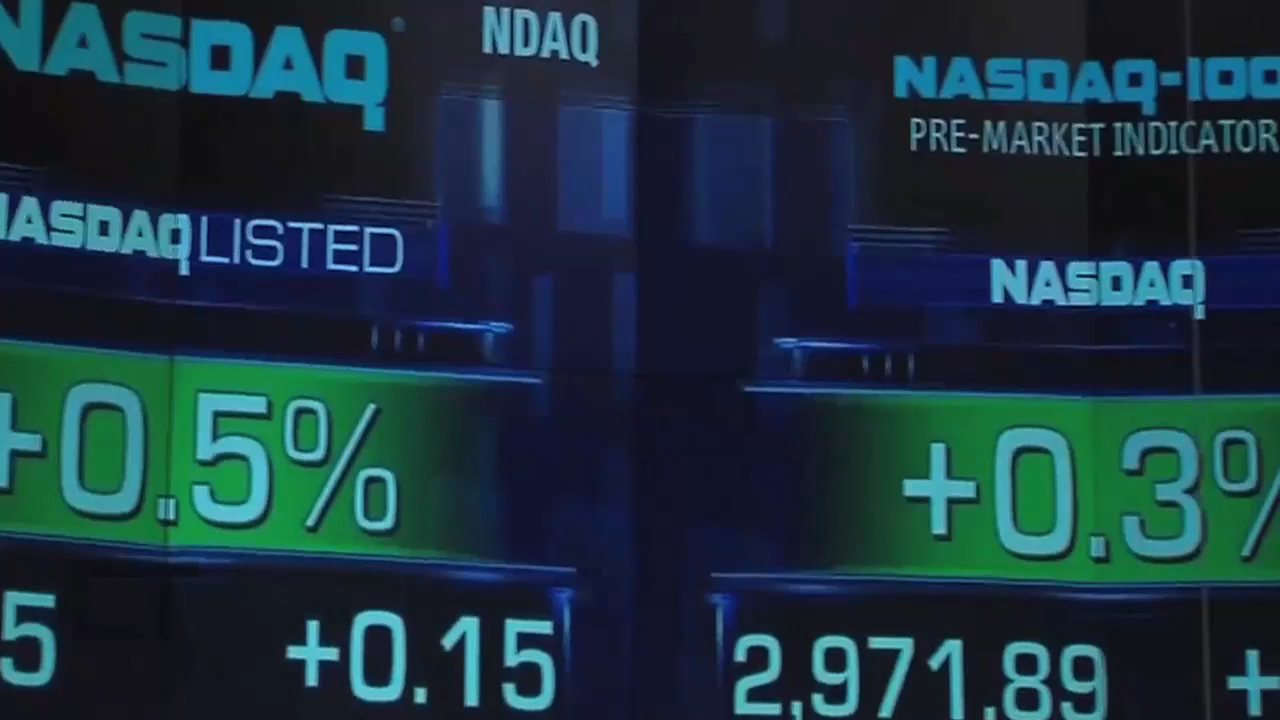 NASDAQ
NDAQ
NASDAQ LISTED
+0.5%
5 +0.15
NASDAQ-100
PRE-MARKET INDICATOR
NASDAQ
+0.3%
2,971.89 +